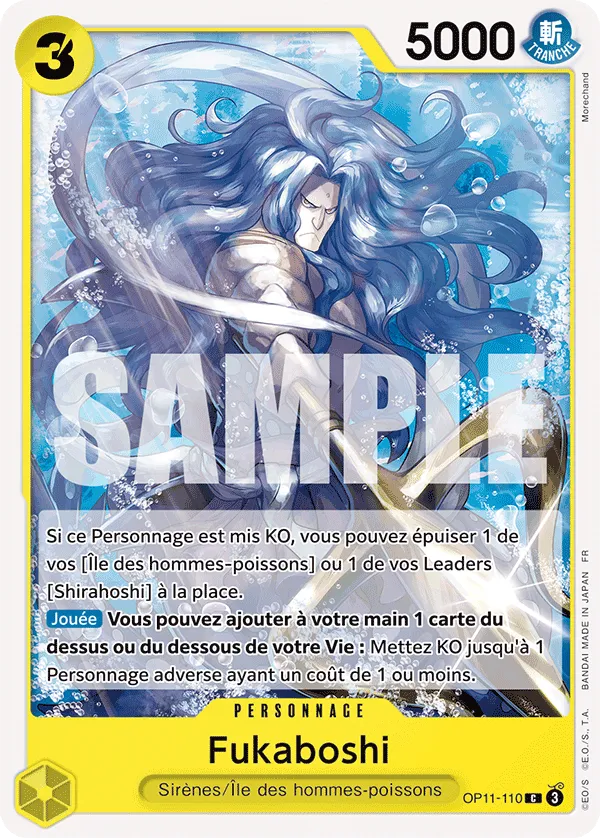 3
5000
斬
TRANCHE
Morechand
SAMPLE
Si ce Personnage est mis KO, vous pouvez épuiser 1 de
vos [Île des hommes-poissons] ou 1 de vos Leaders
[Shirahoshi] à la place.
Jouée Vous pouvez ajouter à votre main 1 carte du
dessus ou du dessous de votre Vie : Mettez KO jusqu'à 1
Personnage adverse ayant un coût de 1 ou moins.
PERSONNAGE
Fukaboshi
Sirènes/Île des hommes-poissons
OP11-110 C 3
©EO/S ©E.O./S., T.A. BANDAI MADE IN JAPAN FR